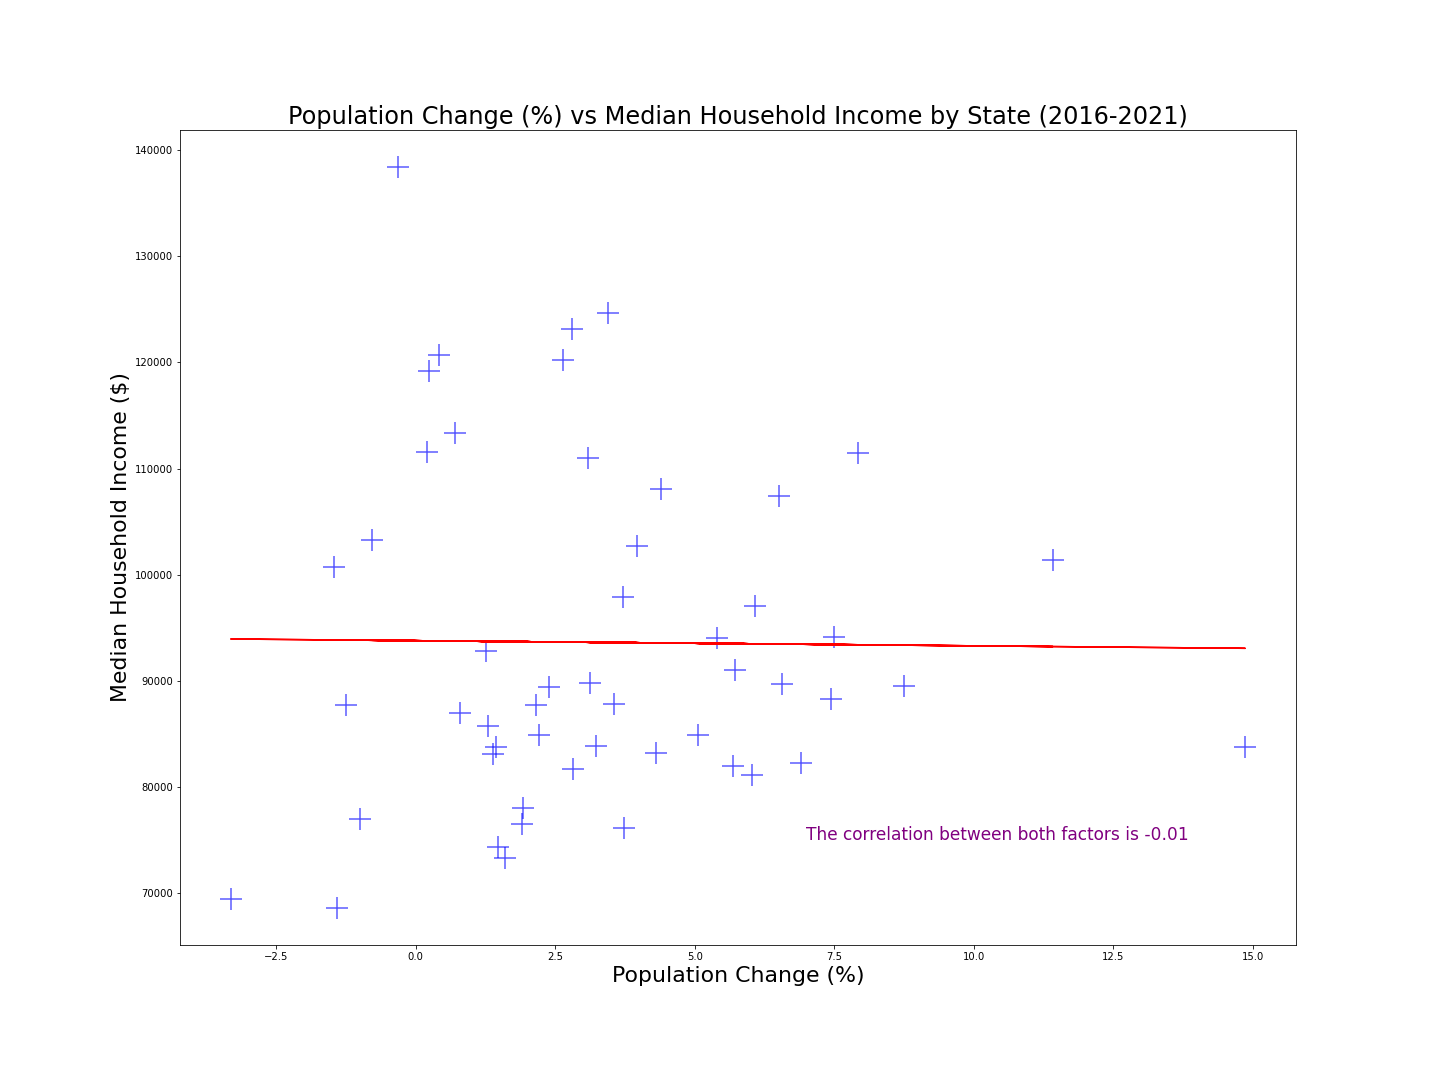 Population Change (%) vs Median Household Income by State (2016-2021)
140000
130000
120000
110000
100000
90000
80000
70000
Median Household Income ($)
The correlation between both factors is -0.01
−2.5 0.0 2.5 5.0 7.5 10.0 12.5 15.0
Population Change (%)